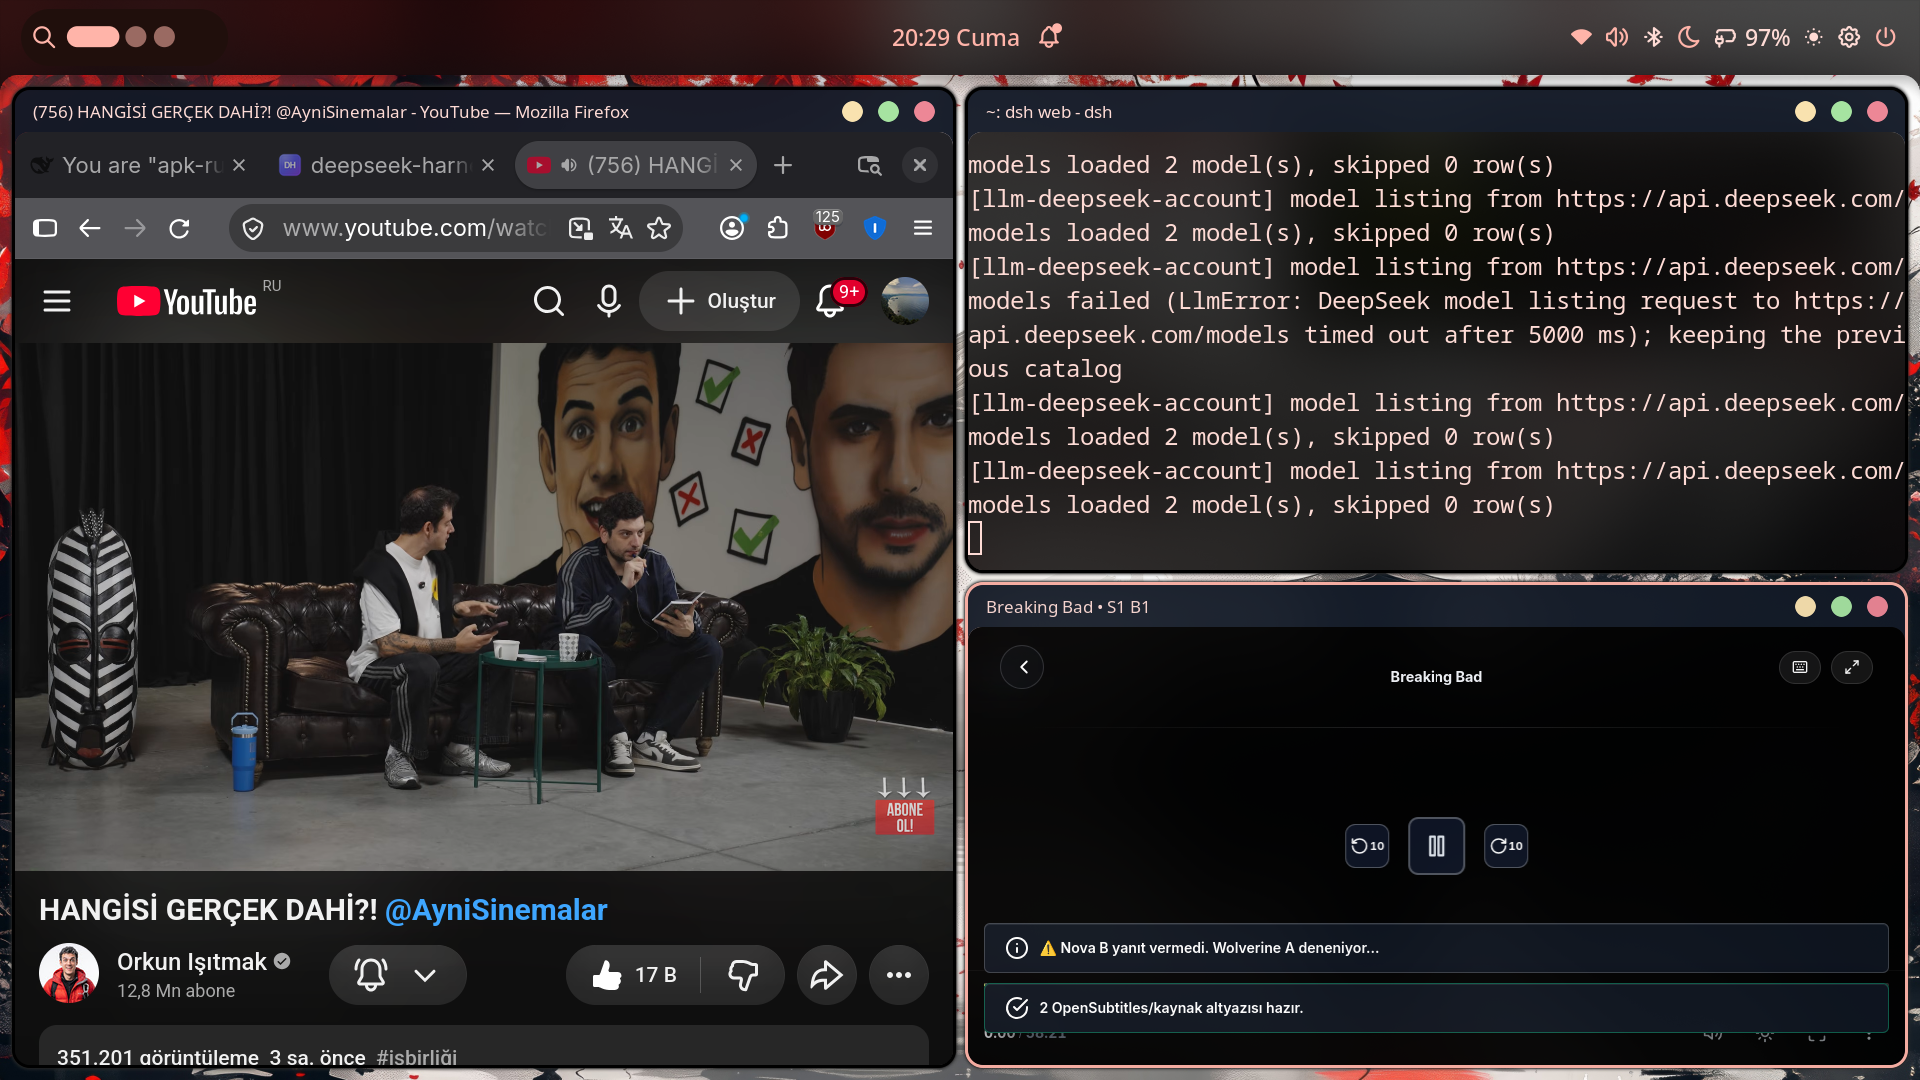 20:29 Cuma
97%
(756) HANGİSİ GERÇEK DAHİ?! @AyniSinemalar - YouTube — Mozilla Firefox
You are "apk-ru
DH
deepseek-harn
(756) HANGİ
www.youtube.com/watc
125
YouTube
RU
Oluştur
9+
ABONE
OL!
HANGİSİ GERÇEK DAHİ?! @AyniSinemalar
Orkun Işıtmak
12,8 Mn abone
17 B
351.201 görüntüleme 3 sa. önce #işbirliği
~: dsh web - dsh
models loaded 2 model(s), skipped 0 row(s)
[llm-deepseek-account] model listing from https://api.deepseek.com/
models loaded 2 model(s), skipped 0 row(s)
[llm-deepseek-account] model listing from https://api.deepseek.com/
models failed (LlmError: DeepSeek model listing request to https://
api.deepseek.com/models timed out after 5000 ms); keeping the previ
ous catalog
[llm-deepseek-account] model listing from https://api.deepseek.com/
models loaded 2 model(s), skipped 0 row(s)
[llm-deepseek-account] model listing from https://api.deepseek.com/
models loaded 2 model(s), skipped 0 row(s)
Breaking Bad • S1 B1
Breaking Bad
10
10
⚠️ Nova B yanıt vermedi. Wolverine A deneniyor...
2 OpenSubtitles/kaynak altyazısı hazır.
0:00 / 58:21